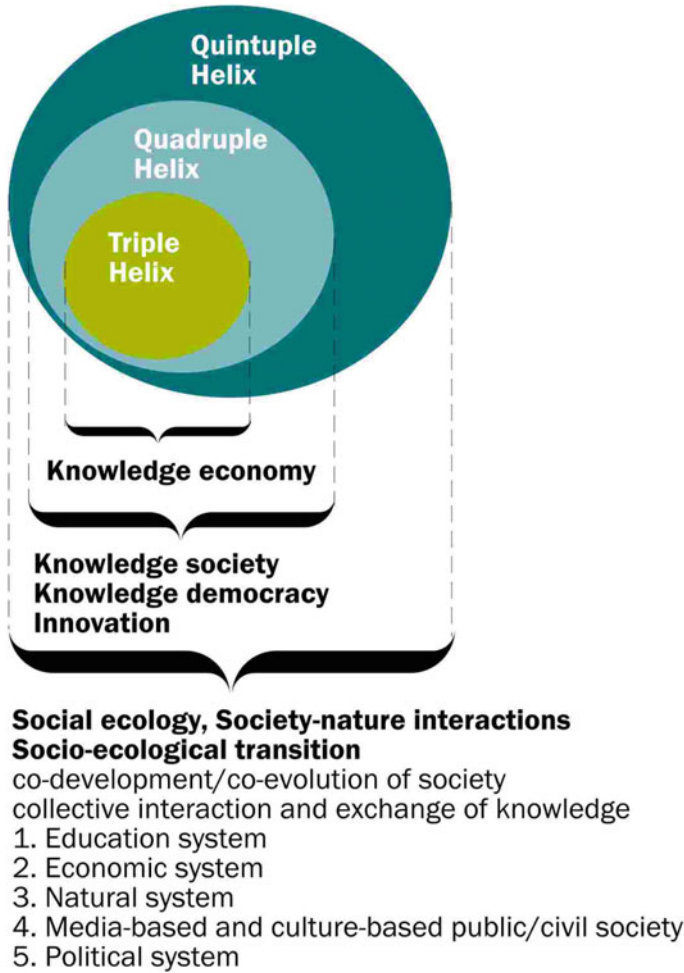 Quintuple
Helix
Quadruple
Helix
Triple
Helix
Knowledge economy
Knowledge society
Knowledge democracy
Innovation
Social ecology, Society-nature interactions
Socio-ecological transition
co-development/co-evolution of society
collective interaction and exchange of knowledge
1. Education system
2. Economic system
3. Natural system
4. Media-based and culture-based public/civil society
5. Political system